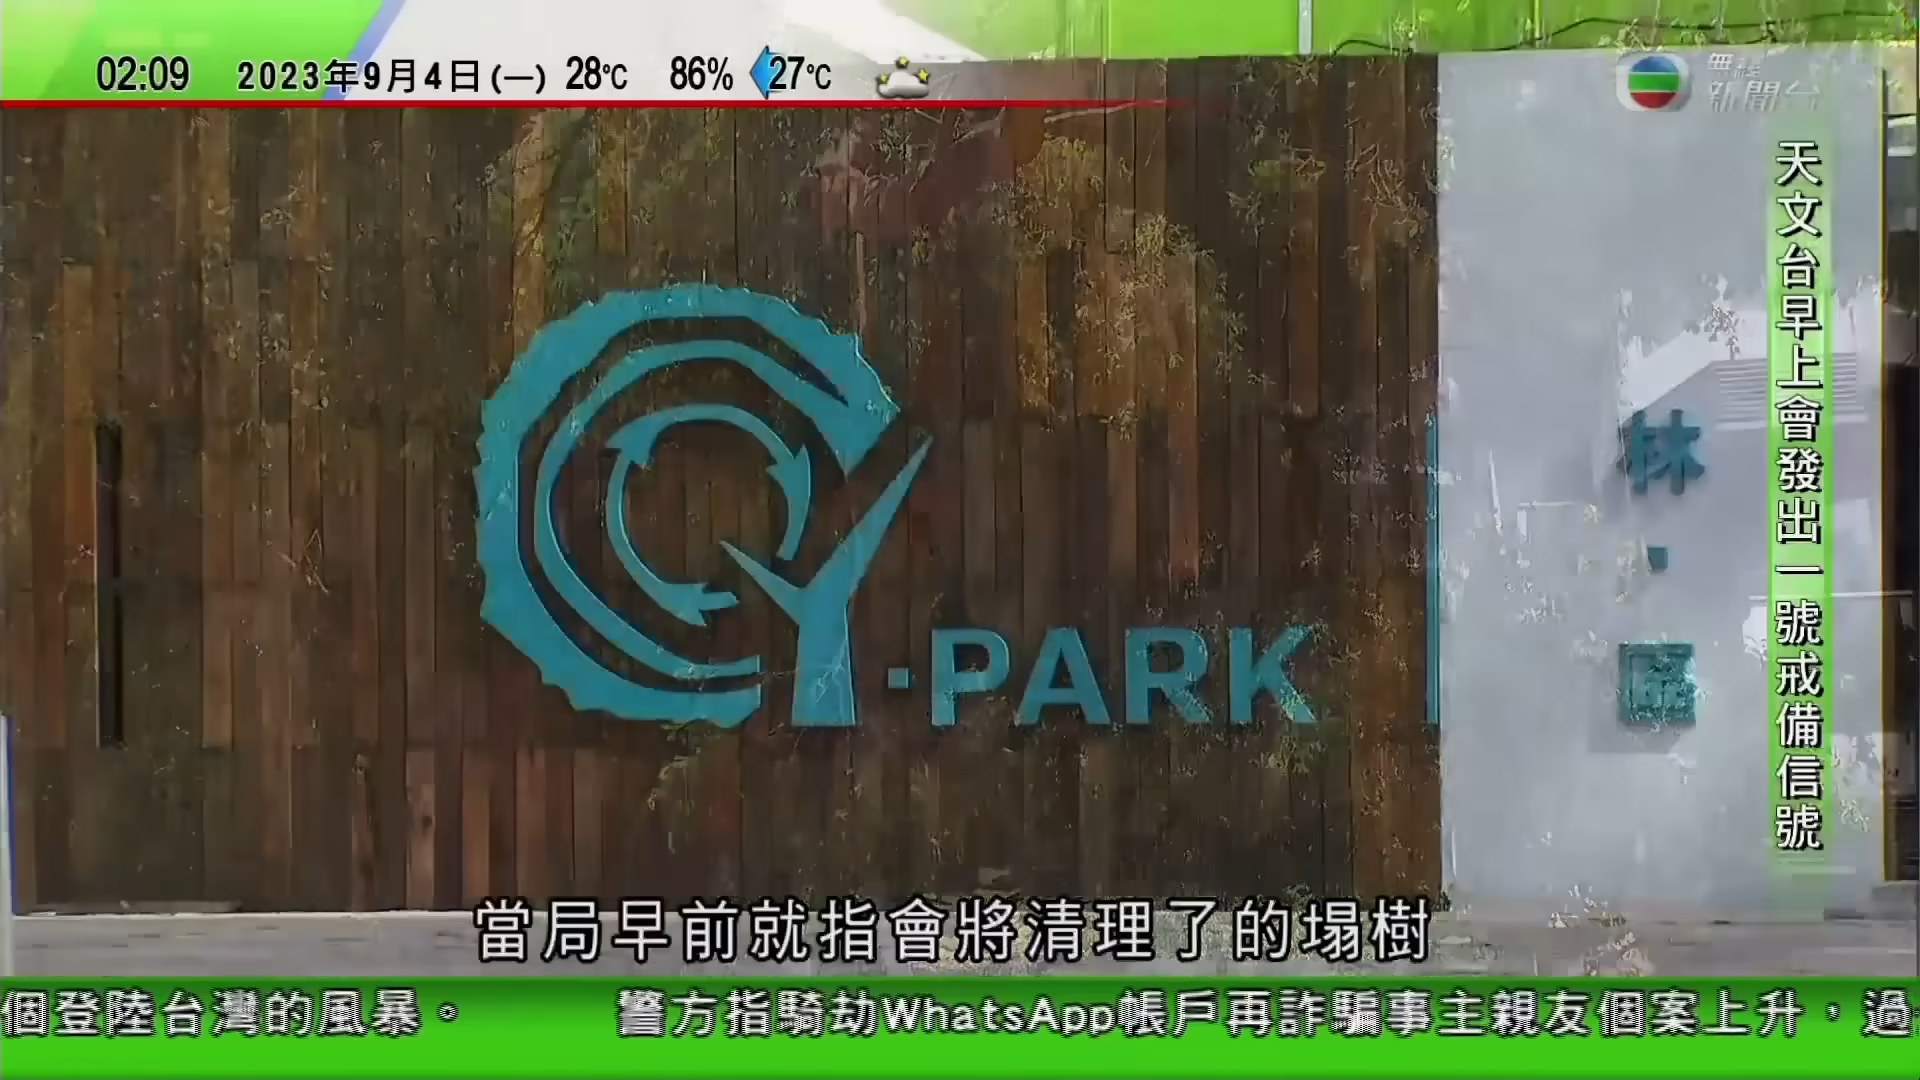 02:09 2023年9月4日(一) 28°C 86% 27°C
無綫
新聞台
天文台早上會發出一號戒備信號
Y·PARK
林·區
當局早前就指會將清理了的塌樹
個登陸台灣的風暴。 警方指騎劫WhatsApp帳戶再詐騙事主親友個案上升，過